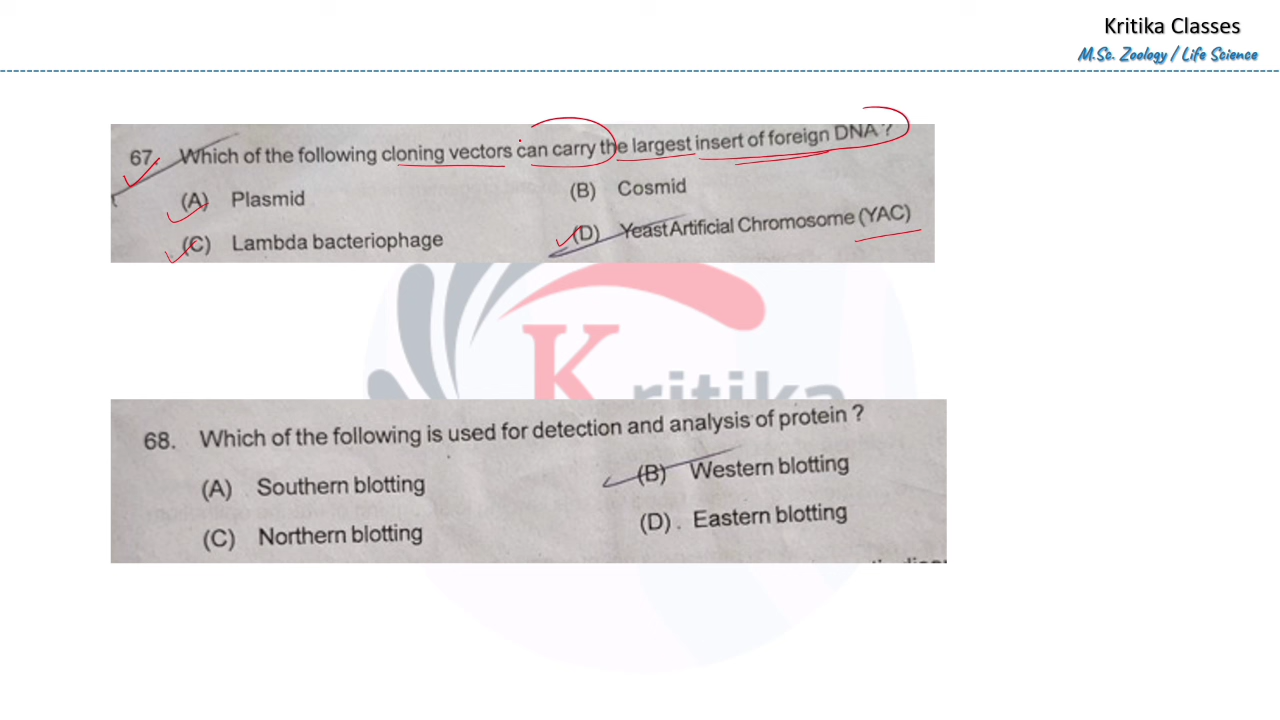 Kritika Classes
M.Sc. Zoology / Life Science
67. Which of the following cloning vectors can carry the largest insert of foreign DNA ?
(A) Plasmid (B) Cosmid
(C) Lambda bacteriophage (D) Yeast Artificial Chromosome (YAC)
Kritika
68. Which of the following is used for detection and analysis of protein ?
(A) Southern blotting (B) Western blotting
(C) Northern blotting (D) . Eastern blotting